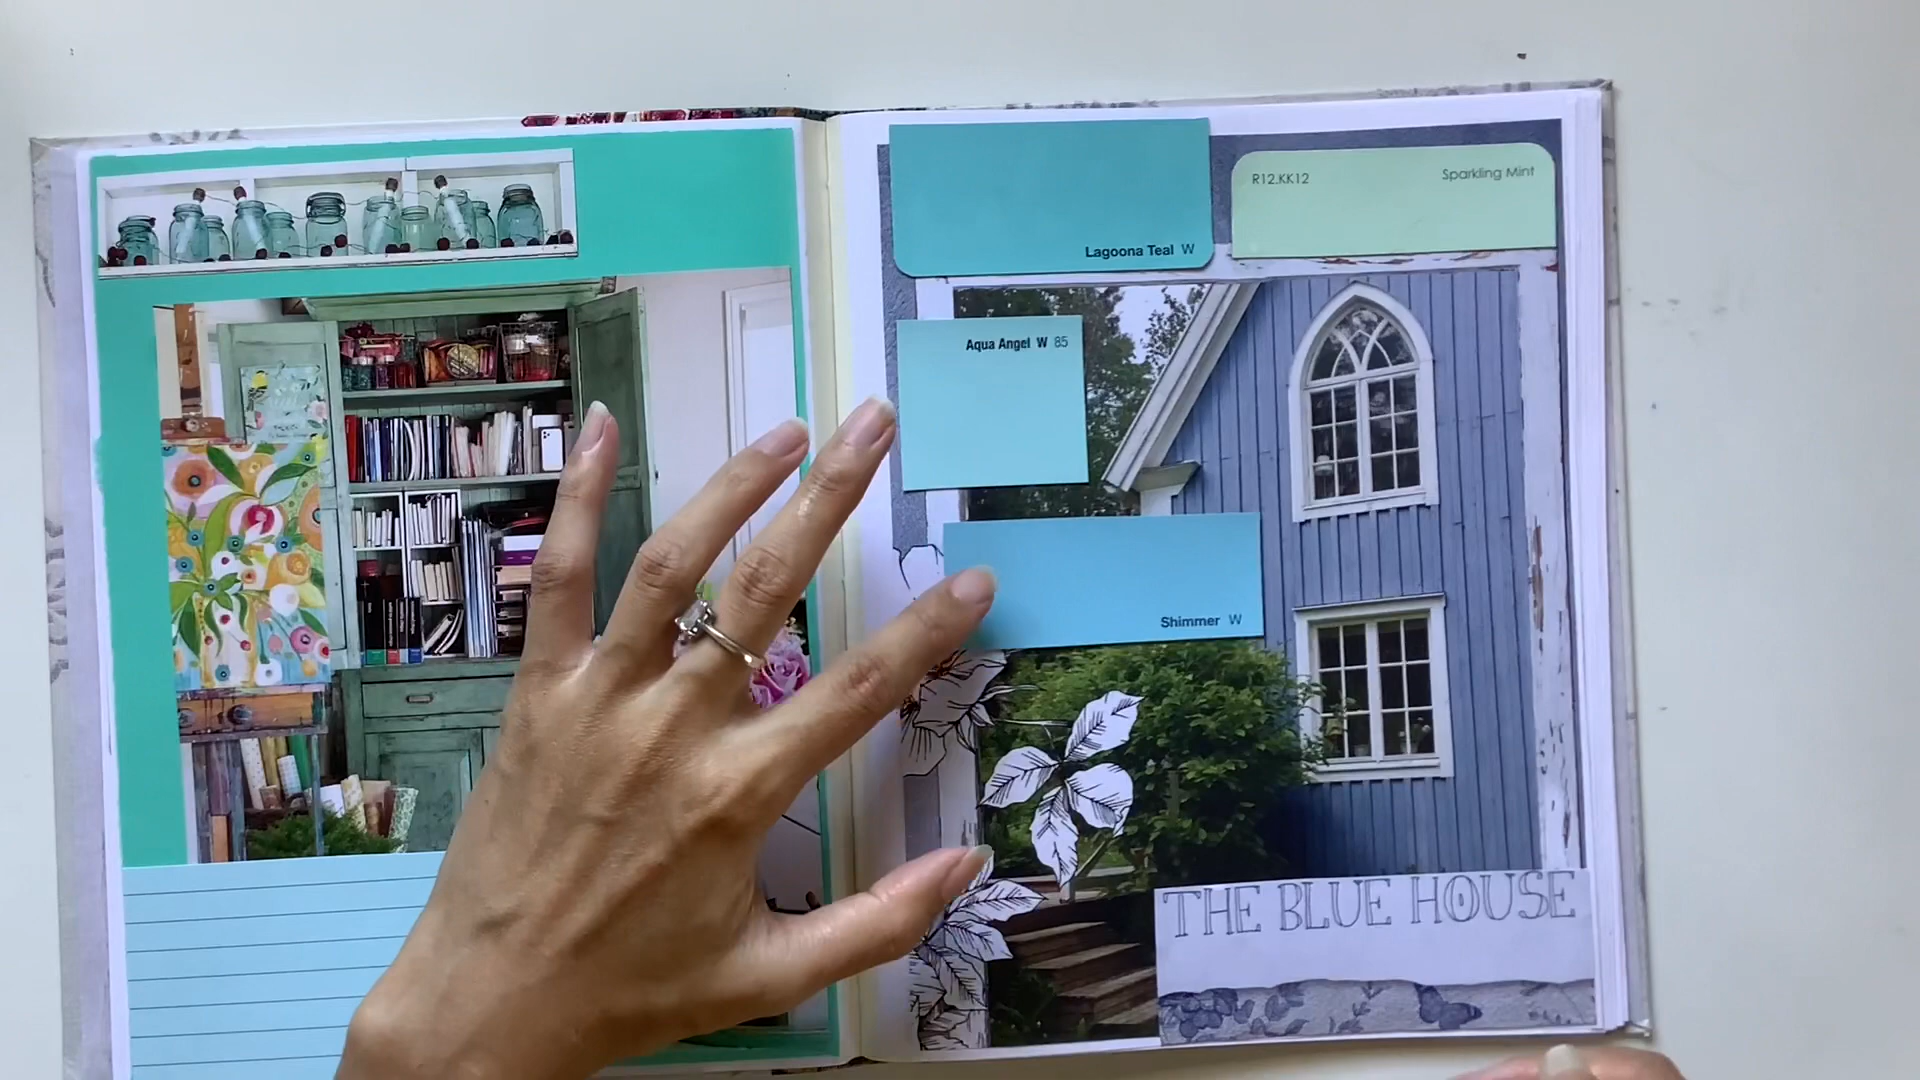 Lagoona Teal W
R12.KK12 Sparkling Mint
Aqua Angel W 85
Shimmer W
THE BLUE HOUSE